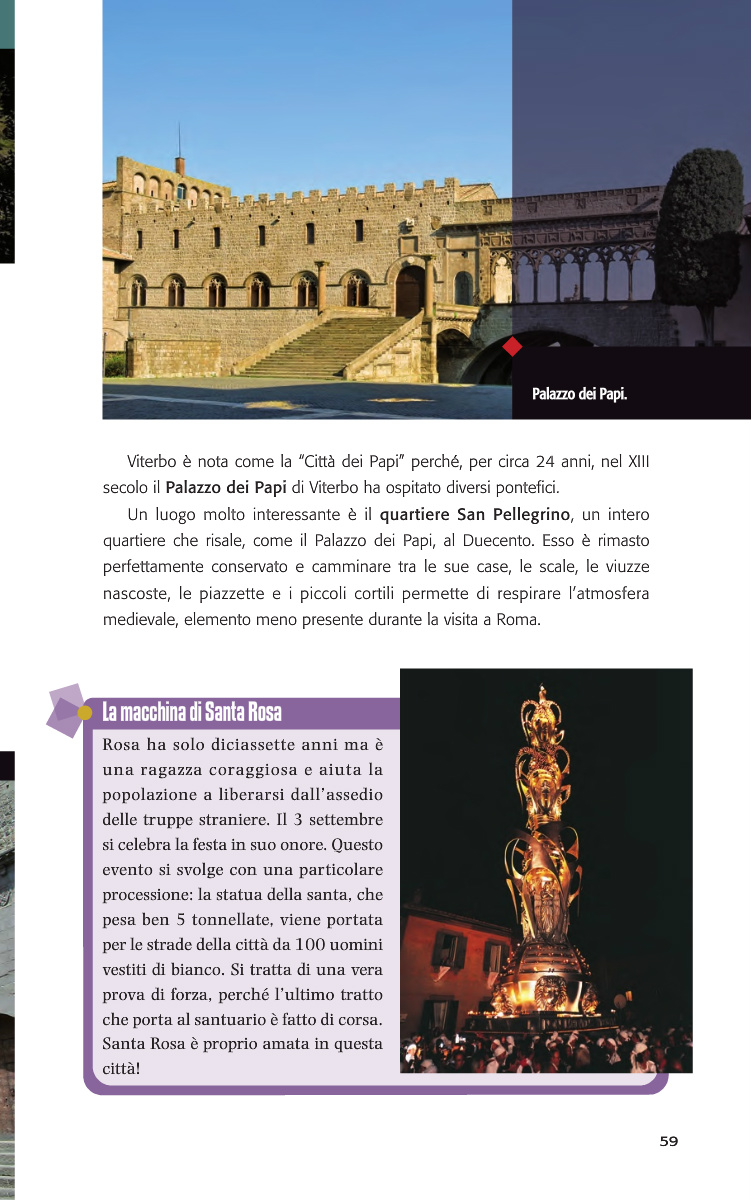 Palazzo dei Papi.
Viterbo è nota come la “Città dei Papi” perché, per circa 24 anni, nel XIII
secolo il Palazzo dei Papi di Viterbo ha ospitato diversi pontefici.
Un luogo molto interessante è il quartiere San Pellegrino, un intero
quartiere che risale, come il Palazzo dei Papi, al Duecento. Esso è rimasto
perfettamente conservato e camminare tra le sue case, le scale, le viuzze
nascoste, le piazzette e i piccoli cortili permette di respirare l’atmosfera
medievale, elemento meno presente durante la visita a Roma.
La macchina di Santa Rosa
Rosa ha solo diciassette anni ma è
una ragazza coraggiosa e aiuta la
popolazione a liberarsi dall’assedio
delle truppe straniere. Il 3 settembre
si celebra la festa in suo onore. Questo
evento si svolge con una particolare
processione: la statua della santa, che
pesa ben 5 tonnellate, viene portata
per le strade della città da 100 uomini
vestiti di bianco. Si tratta di una vera
prova di forza, perché l’ultimo tratto
che porta al santuario è fatto di corsa.
Santa Rosa è proprio amata in questa
città!
59